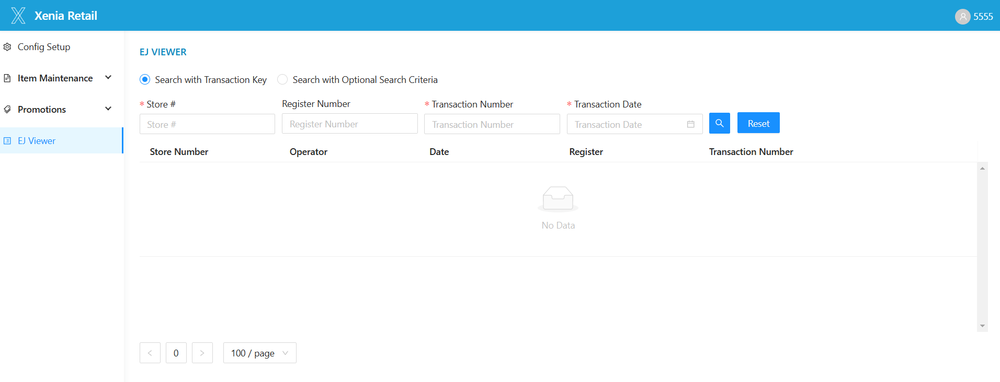 Xenia Retail
5555
Config Setup
Item Maintenance
Promotions
EJ Viewer
EJ VIEWER
Search with Transaction Key
Search with Optional Search Criteria
* Store #
Register Number
* Transaction Number
* Transaction Date
Store #
Register Number
Transaction Number
Transaction Date
Reset
Store Number
Operator
Date
Register
Transaction Number
No Data
< 0 >
100 / page